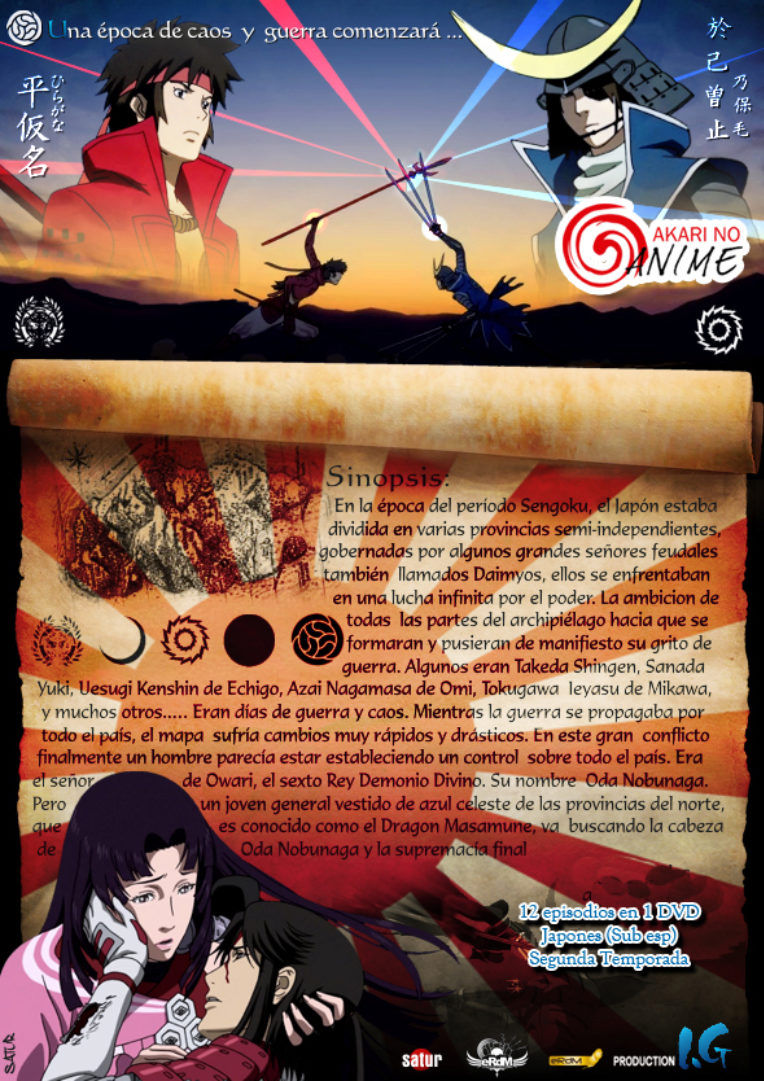 Una época de caos y guerra comenzará ...
平仮名
ひらがな
於己曽止
乃保毛
AKARI NO
ANIME
Sinopsis:
En la época del período Sengoku, el Japón estaba
dividida en varias provincias semi-independientes,
gobernadas por algunos grandes señores feudales
también llamados Daimyos, ellos se enfrentaban
en una lucha infinita por el poder. La ambicion de
todas las partes del archipiélago hacia que se
formaran y pusieran de manifiesto su grito de
guerra. Algunos eran Takeda Shingen, Sanada
Yuki, Uesugi Kenshin de Echigo, Azai Nagamasa de Omi, Tokugawa Ieyasu de Mikawa,
y muchos otros..... Eran días de guerra y caos. Mientras la guerra se propagaba por
todo el país, el mapa sufría cambios muy rápidos y drásticos. En este gran conflicto
finalmente un hombre parecía estar estableciendo un control sobre todo el país. Era
el señor de Owari, el sexto Rey Demonio Divino. Su nombre Oda Nobunaga.
Pero un joven general vestido de azul celeste de las provincias del norte,
que es conocido como el Dragon Masamune, va buscando la cabeza
de Oda Nobunaga y la supremacía final
12 episodios en 1 DVD
Japones (Sub esp)
Segunda Temporada
SATUR
satur
eRdM
eRdM
PRODUCTION I.G